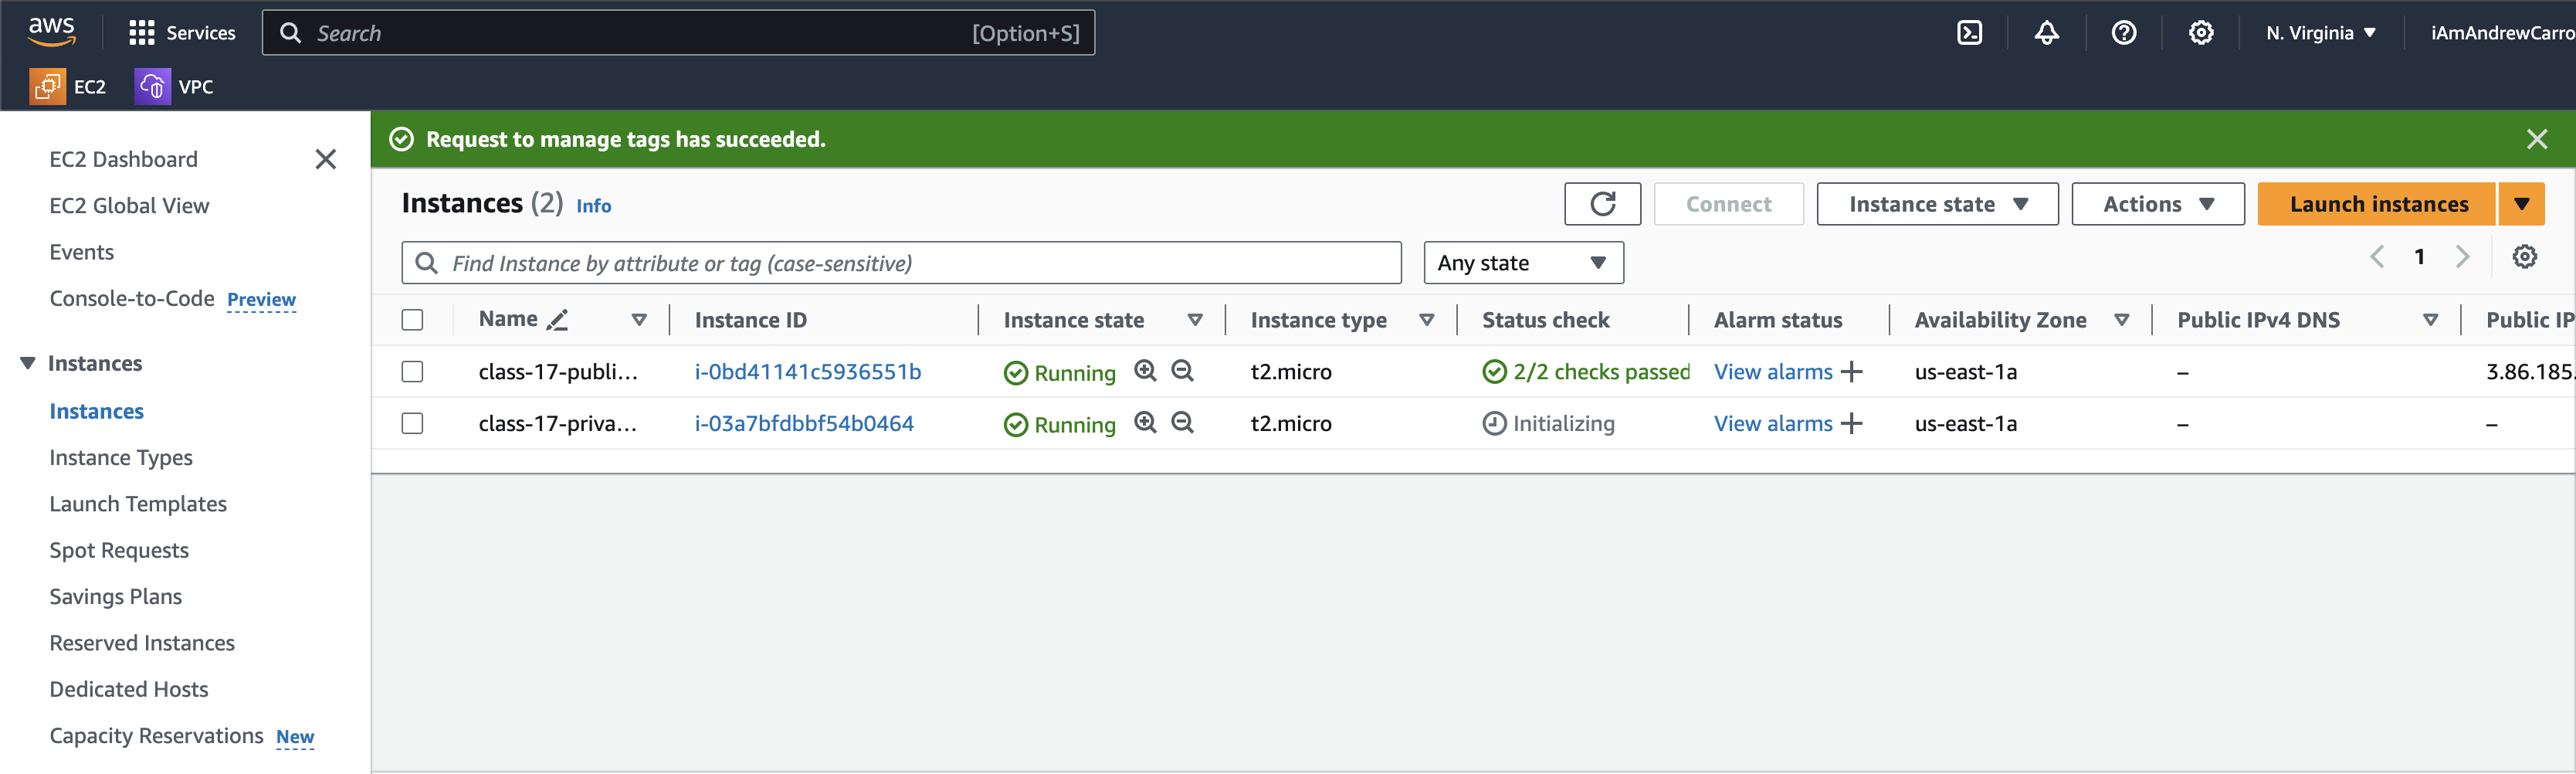 aws
Services
Search
[Option+S]
N. Virginia
iAmAndrewCarro
EC2
VPC
EC2 Dashboard
EC2 Global View
Events
Console-to-Code Preview
Instances
Instances
Instance Types
Launch Templates
Spot Requests
Savings Plans
Reserved Instances
Dedicated Hosts
Capacity Reservations New
Request to manage tags has succeeded.
Instances (2) Info
Connect
Instance state
Actions
Launch instances
Find Instance by attribute or tag (case-sensitive)
Any state
1
Name Instance ID Instance state Instance type Status check Alarm status Availability Zone Public IPv4 DNS Public IP
class-17-publi... i-0bd41141c5936551b Running t2.micro 2/2 checks passed View alarms + us-east-1a – 3.86.185.
class-17-priva... i-03a7bfdbbf54b0464 Running t2.micro Initializing View alarms + us-east-1a – –